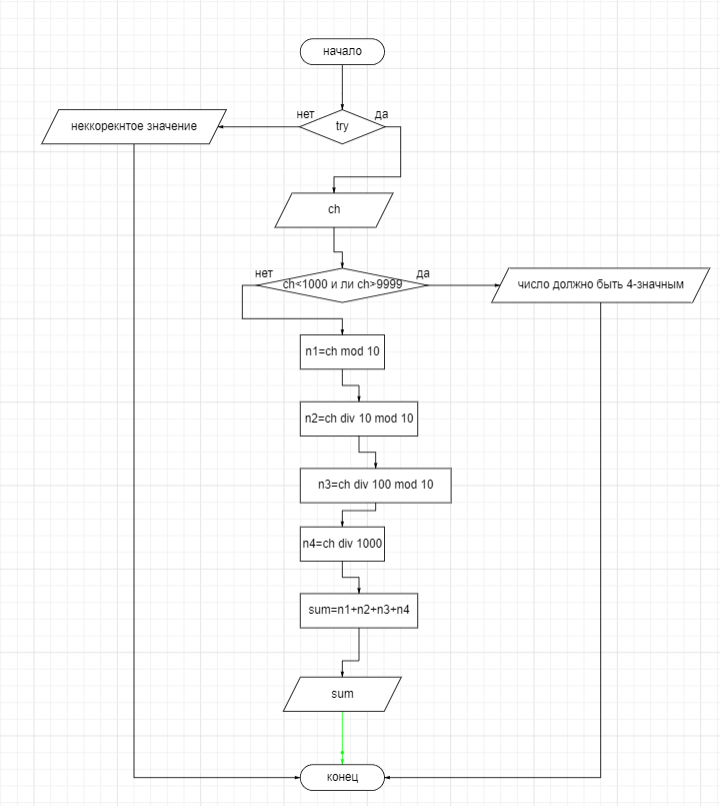 начало
нет
да
try
неккорекнтое значение
ch
нет
да
ch<1000 и ли ch>9999
число должно быть 4-значным
n1=ch mod 10
n2=ch div 10 mod 10
n3=ch div 100 mod 10
n4=ch div 1000
sum=n1+n2+n3+n4
sum
конец